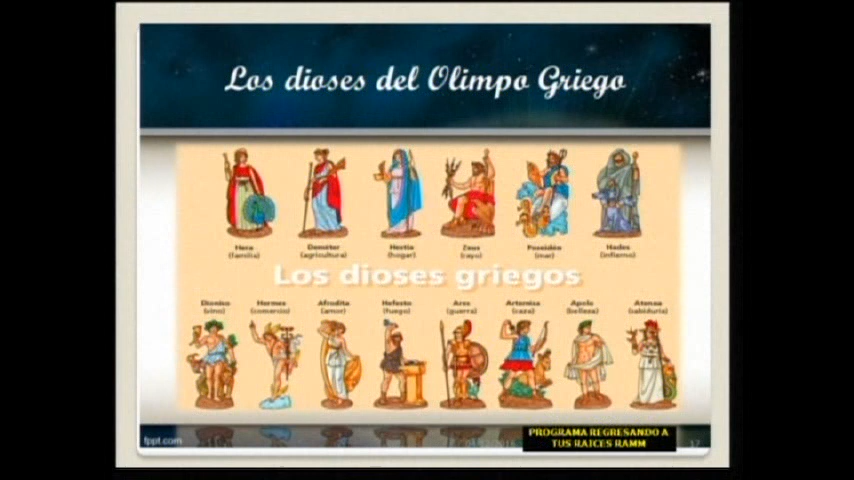 Los dioses del Olimpo Griego
Hera Deméter Hestia Zeus Poseidón Hades
(familia) (agricultura) (hogar) (rayo) (mar) (infierno)
Los dioses griegos
Dioniso Hermes Afrodita Hefesto Ares Artemisa Apolo Atenea
(vino) (comercio) (amor) (fuego) (guerra) (caza) (belleza) (sabiduría)
fppt.com
PROGRAMA REGRESANDO A
TUS RAICES RAMM
17